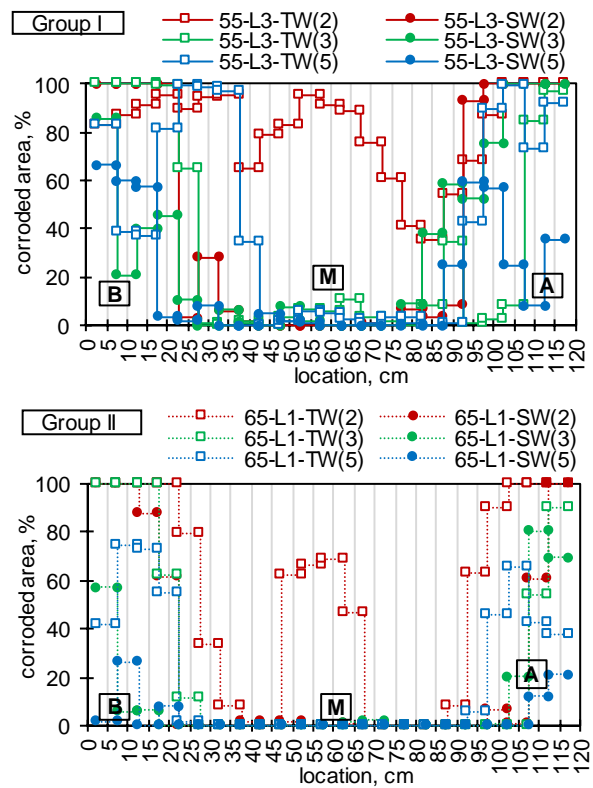 Group I
55-L3-TW(2) 55-L3-SW(2)
55-L3-TW(3) 55-L3-SW(3)
55-L3-TW(5) 55-L3-SW(5)
corroded area, %
100
80
60
40
20
0
B M A
0 5 10 15 20 25 30 35 40 45 50 55 60 65 70 75 80 85 90 95 100 105 110 115 120
location, cm
Group II
65-L1-TW(2) 65-L1-SW(2)
65-L1-TW(3) 65-L1-SW(3)
65-L1-TW(5) 65-L1-SW(5)
corroded area, %
100
80
60
40
20
0
B M A
0 5 10 15 20 25 30 35 40 45 50 55 60 65 70 75 80 85 90 95 100 105 110 115 120
location, cm